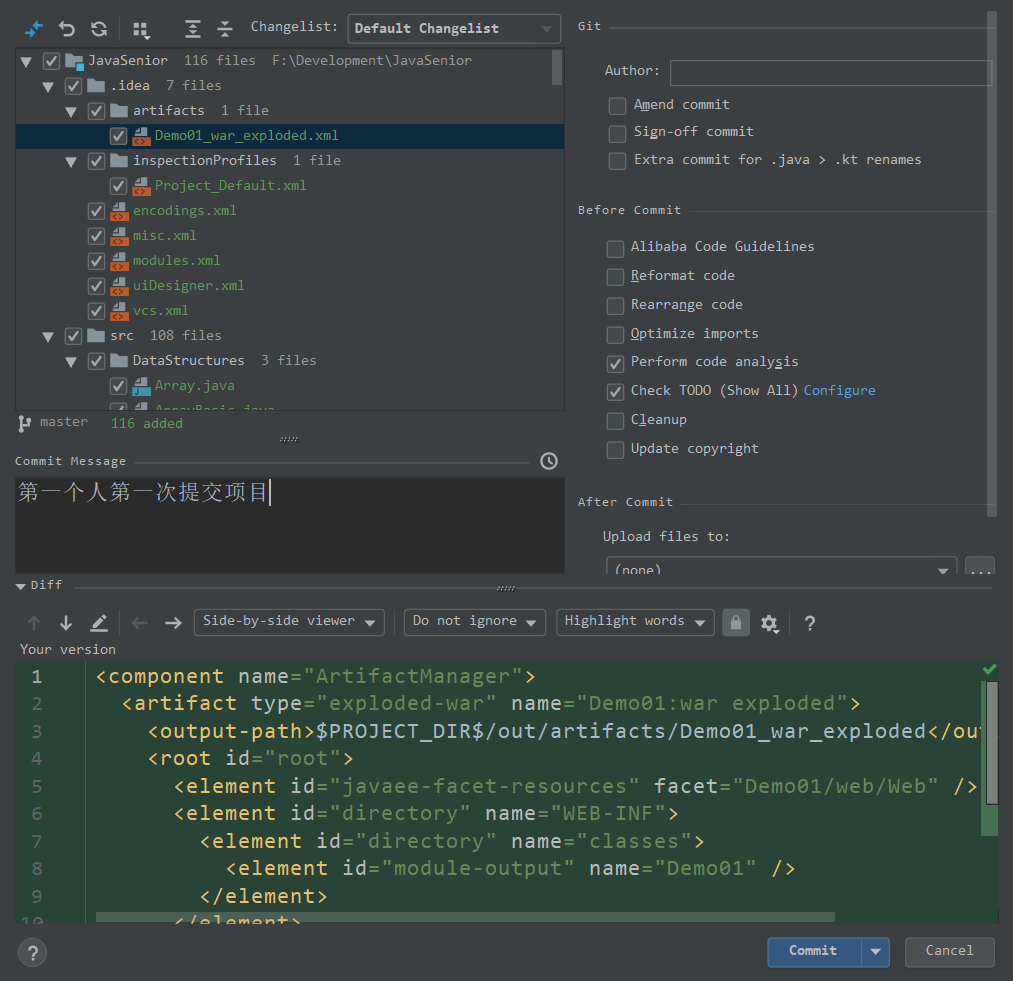 Changelist: Default Changelist
JavaSenior 116 files F:\Development\JavaSenior
.idea 7 files
artifacts 1 file
Demo01_war_exploded.xml
inspectionProfiles 1 file
Project_Default.xml
encodings.xml
misc.xml
modules.xml
uiDesigner.xml
vcs.xml
src 108 files
DataStructures 3 files
Array.java
ArrayBasic.java
master 116 added
Commit Message
第一个人第一次提交项目
Git
Author:
Amend commit
Sign-off commit
Extra commit for .java > .kt renames
Before Commit
Alibaba Code Guidelines
Reformat code
Rearrange code
Optimize imports
Perform code analysis
Check TODO (Show All) Configure
Cleanup
Update copyright
After Commit
Upload files to:
(none) ...
Diff
Side-by-side viewer Do not ignore Highlight words ?
Your version
1 <component name="ArtifactManager">
2 <artifact type="exploded-war" name="Demo01:war exploded">
3 <output-path>$PROJECT_DIR$/out/artifacts/Demo01_war_exploded</ou
4 <root id="root">
5 <element id="javaee-facet-resources" facet="Demo01/web/Web" />
6 <element id="directory" name="WEB-INF">
7 <element id="directory" name="classes">
8 <element id="module-output" name="Demo01" />
9 </element>
10 </element>
? Commit Cancel